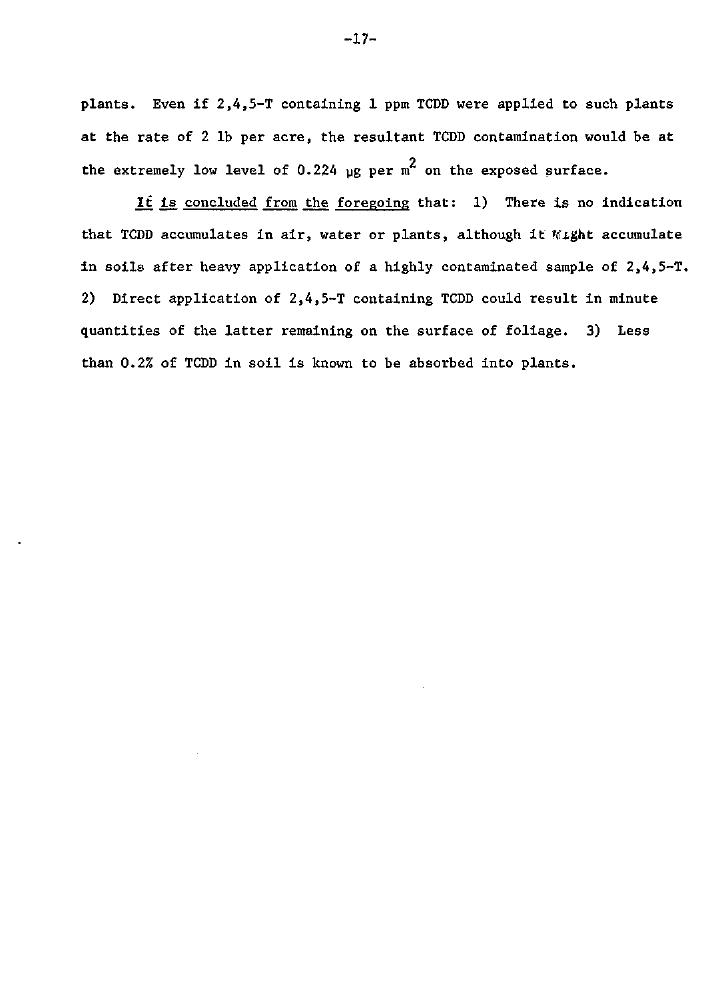 -17-
plants. Even if 2,4,5-T containing 1 ppm TCDD were applied to such plants
at the rate of 2 lb per acre, the resultant TCDD contamination would be at
the extremely low level of 0.224 µg per m² on the exposed surface.
It is concluded from the foregoing that: 1) There is no indication
that TCDD accumulates in air, water or plants, although it might accumulate
in soils after heavy application of a highly contaminated sample of 2,4,5-T.
2) Direct application of 2,4,5-T containing TCDD could result in minute
quantities of the latter remaining on the surface of foliage. 3) Less
than 0.2% of TCDD in soil is known to be absorbed into plants.